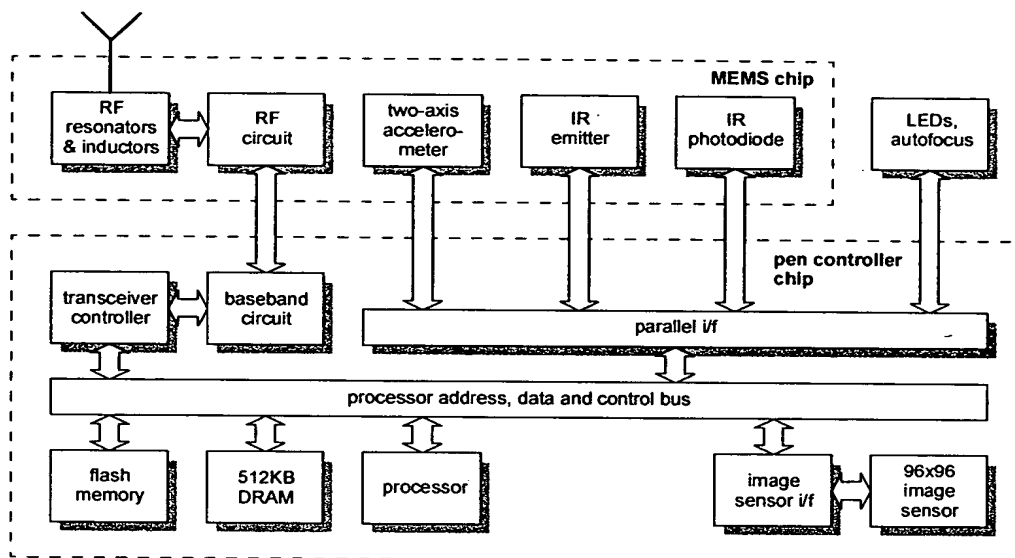 MEMS chip
RF
resonators
& inductors
RF
circuit
two-axis
accelero-
meter
IR
emitter
IR
photodiode
LEDs,
autofocus
pen controller
chip
transceiver
controller
baseband
circuit
parallel i/f
processor address, data and control bus
flash
memory
512KB
DRAM
processor
image
sensor i/f
96x96
image
sensor